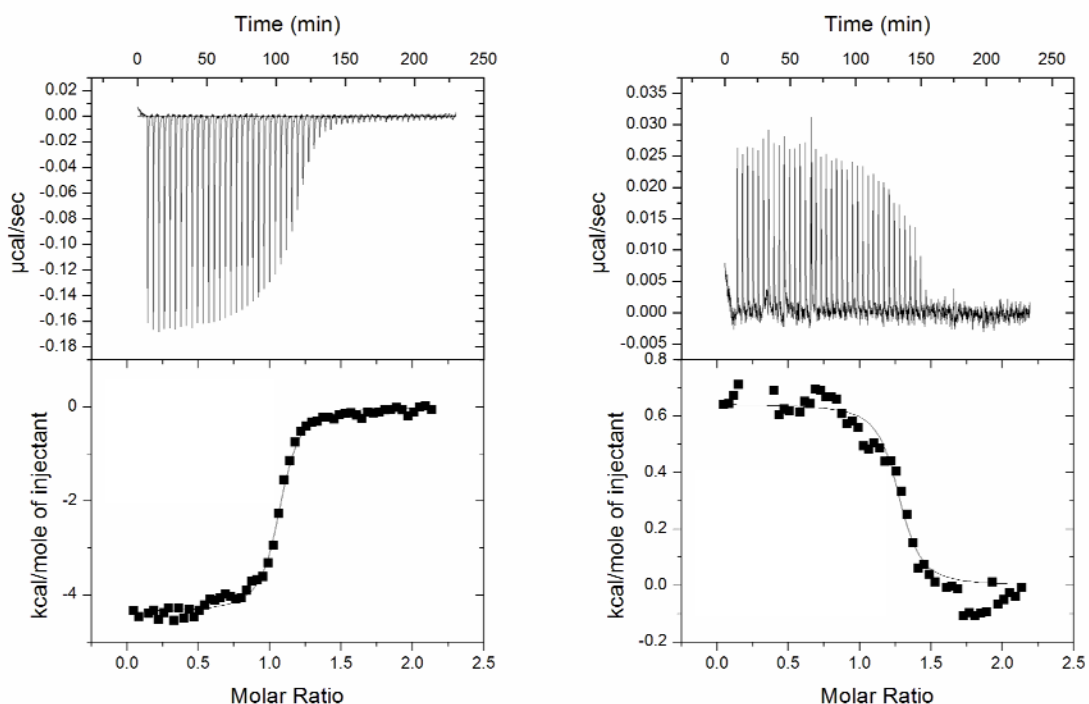 Time (min)
0 50 100 150 200 250
0.02
0.00
-0.02
-0.04
-0.06
-0.08
-0.10
-0.12
-0.14
-0.16
-0.18
µcal/sec
0
-2
-4
kcal/mole of injectant
0.0 0.5 1.0 1.5 2.0 2.5
Molar Ratio
Time (min)
0 50 100 150 200 250
0.035
0.030
0.025
0.020
0.015
0.010
0.005
0.000
-0.005
µcal/sec
0.8
0.6
0.4
0.2
0.0
-0.2
kcal/mole of injectant
0.0 0.5 1.0 1.5 2.0 2.5
Molar Ratio